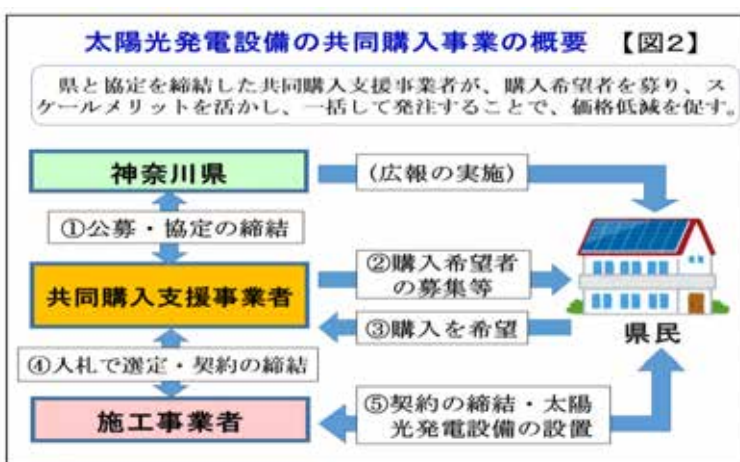 太陽光発電設備の共同購入事業の概要 【図2】
県と協定を締結した共同購入支援事業者が、購入希望者を募り、ス
ケールメリットを活かし、一括して発注することで、価格低減を促す。
神奈川県
(広報の実施)
①公募・協定の締結
共同購入支援事業者
②購入希望者
の募集等
③購入を希望
県民
④入札で選定・契約の締結
施工事業者
⑤契約の締結・太陽
光発電設備の設置